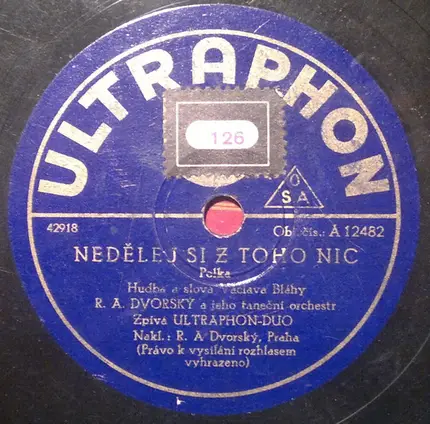 ULTRAPHON
126
O
S A
42918
Obj. čís.: A 12482
NEDĚLEJ SI Z TOHO NIC
Polka
Hudba a slova Václava Bláhy
R. A. DVORSKÝ a jeho taneční orchestr
Zpívá ULTRAPHON-DUO
Nakl.: R. A Dvorský, Praha
(Právo k vysílání rozhlasem
vyhrazeno)